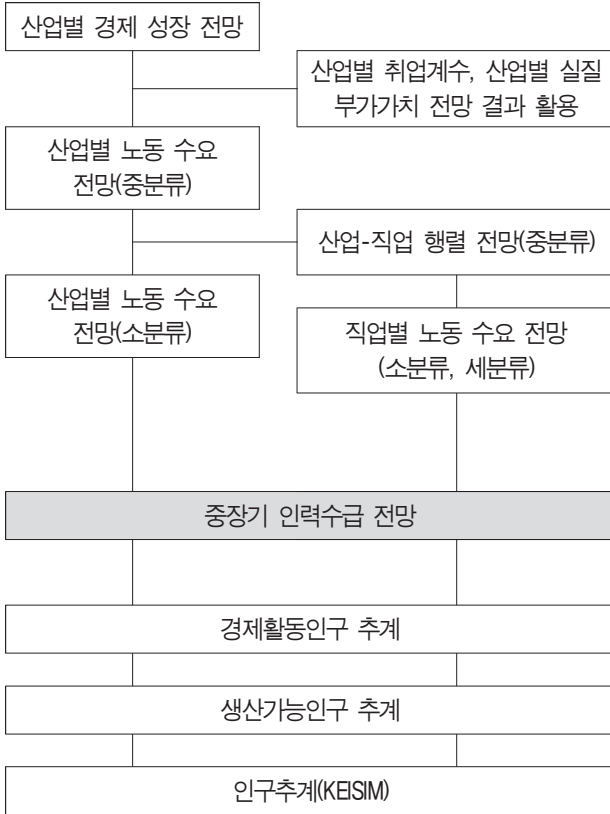 산업별 경제 성장 전망
산업별 취업계수, 산업별 실질
부가가치 전망 결과 활용
산업별 노동 수요
전망(중분류)
산업-직업 행렬 전망(중분류)
산업별 노동 수요
전망(소분류)
직업별 노동 수요 전망
(소분류, 세분류)
중장기 인력수급 전망
경제활동인구 추계
생산가능인구 추계
인구추계(KEISIM)